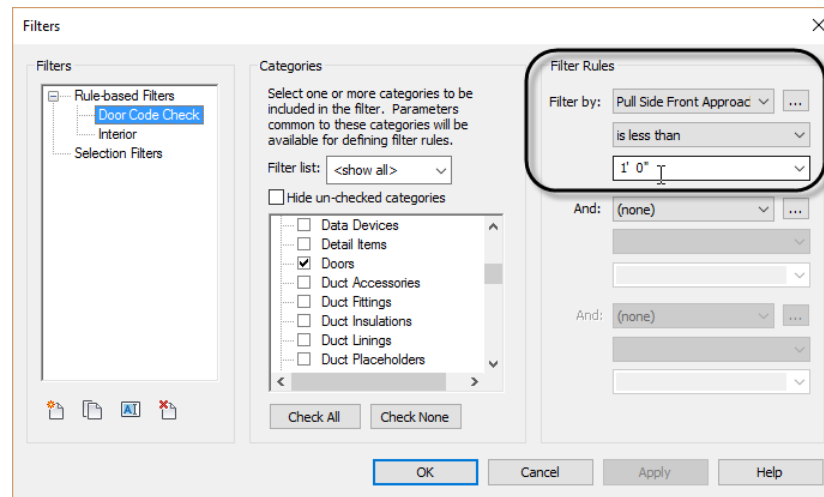 Filters
Filters
Rule-based Filters
Door Code Check
Interior
Selection Filters
Categories
Select one or more categories to be
included in the filter. Parameters
common to these categories will be
available for defining filter rules.
Filter list: <show all>
Hide un-checked categories
Data Devices
Detail Items
Doors
Duct Accessories
Duct Fittings
Duct Insulations
Duct Linings
Duct Placeholders
Check All Check None
Filter Rules
Filter by: Pull Side Front Approac ...
is less than
1' 0"
And: (none) ...
And: (none) ...
OK Cancel Apply Help